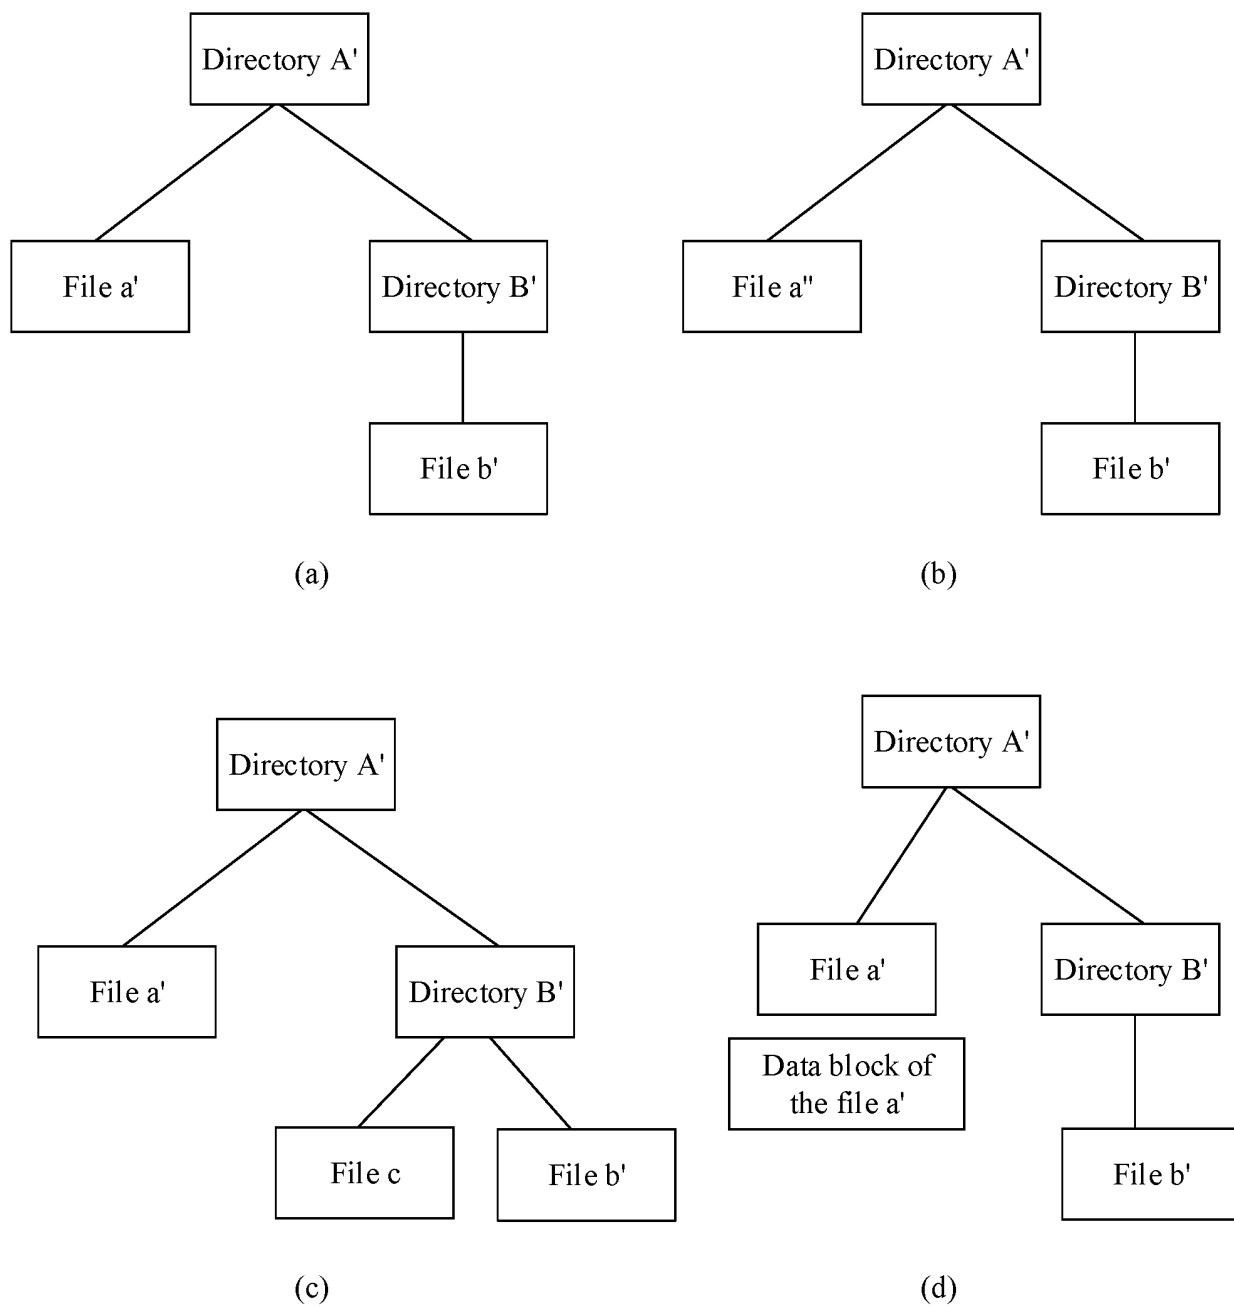 Directory A'
File a'
Directory B'
File b'
(a)
Directory A'
File a''
Directory B'
File b'
(b)
Directory A'
File a'
Directory B'
File c
File b'
(c)
Directory A'
File a'
Directory B'
Data block of
the file a'
File b'
(d)